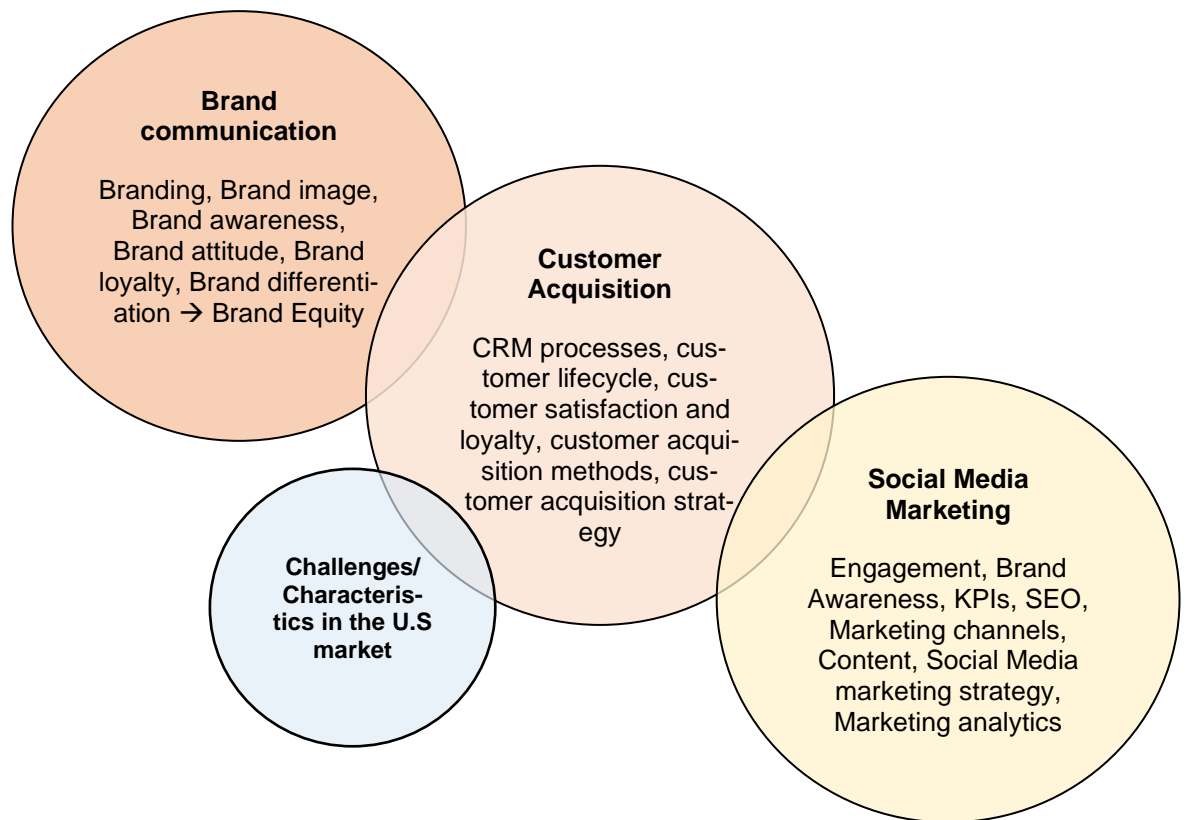 Brand
communication
Branding, Brand image,
Brand awareness,
Brand attitude, Brand
loyalty, Brand differenti-
ation → Brand Equity
Customer
Acquisition
CRM processes, cus-
tomer lifecycle, cus-
tomer satisfaction and
loyalty, customer acqui-
sition methods, cus-
tomer acquisition strat-
egy
Challenges/
Characteris-
tics in the U.S
market
Social Media
Marketing
Engagement, Brand
Awareness, KPIs, SEO,
Marketing channels,
Content, Social Media
marketing strategy,
Marketing analytics